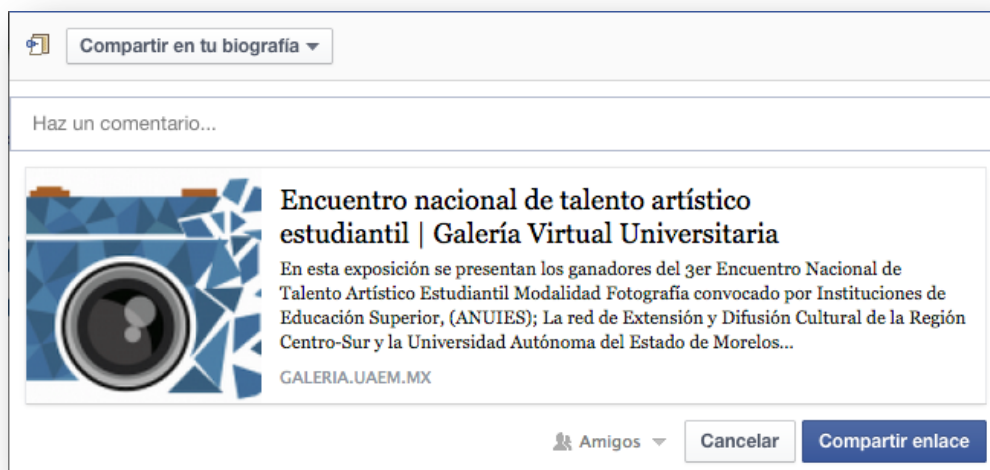 Compartir en tu biografía
Haz un comentario...
Encuentro nacional de talento artístico
estudiantil | Galería Virtual Universitaria
En esta exposición se presentan los ganadores del 3er Encuentro Nacional de
Talento Artístico Estudiantil Modalidad Fotografía convocado por Instituciones de
Educación Superior, (ANUIES); La red de Extensión y Difusión Cultural de la Región
Centro-Sur y la Universidad Autónoma del Estado de Morelos...
GALERIA.UAEM.MX
Amigos
Cancelar
Compartir enlace